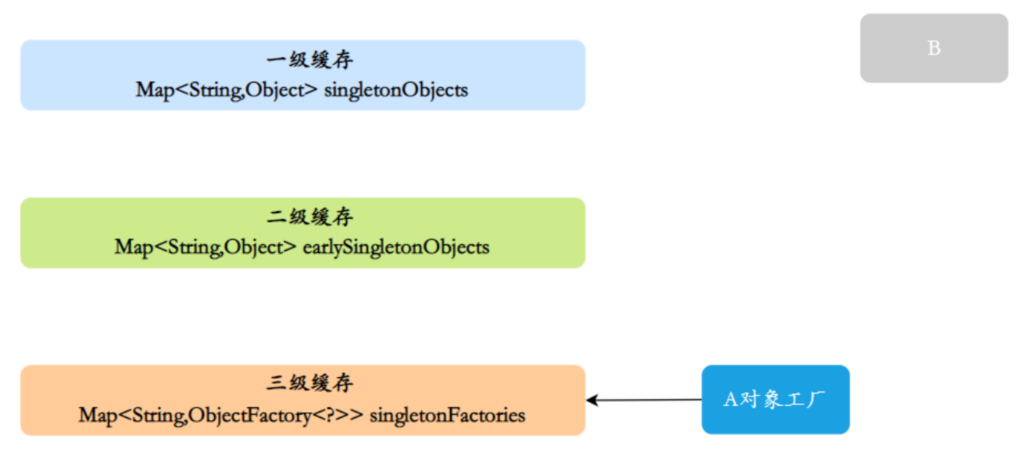 一级缓存
Map<String,Object> singletonObjects
B
二级缓存
Map<String,Object> earlySingletonObjects
三级缓存
Map<String,ObjectFactory<?>> singletonFactories
A对象工厂